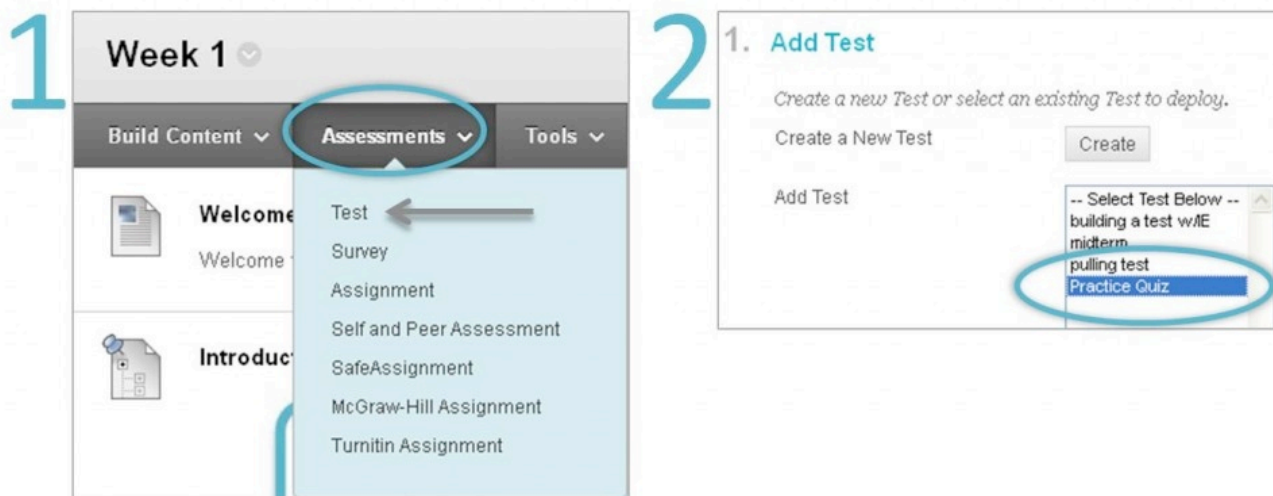 1
Week 1
Build Content
Assessments
Tools
Welcome
Welcome
Introduc
Test
Survey
Assignment
Self and Peer Assessment
SafeAssignment
McGraw-Hill Assignment
Turnitin Assignment
2
1. Add Test
Create a new Test or select an existing Test to deploy.
Create a New Test
Create
Add Test
-- Select Test Below --
building a test w/IE
midterm
pulling test
Practice Quiz